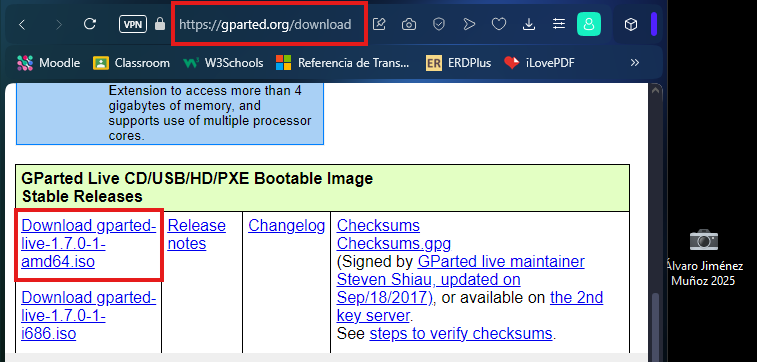 VPN https://gparted.org/download
Moodle Classroom W3Schools Referencia de Trans... ER ERDPlus iLovePDF »
Extension to access more than 4
gigabytes of memory, and
supports use of multiple processor
cores.
GParted Live CD/USB/HD/PXE Bootable Image
Stable Releases
Download gparted-
live-1.7.0-1-
amd64.iso
Download gparted-
live-1.7.0-1-
i686.iso
Release
notes
Changelog
Checksums
Checksums.gpg
(Signed by GParted live maintainer
Steven Shiau, updated on
Sep/18/2017), or available on the 2nd
key server.
See steps to verify checksums.
Álvaro Jiménez
Muñoz 2025